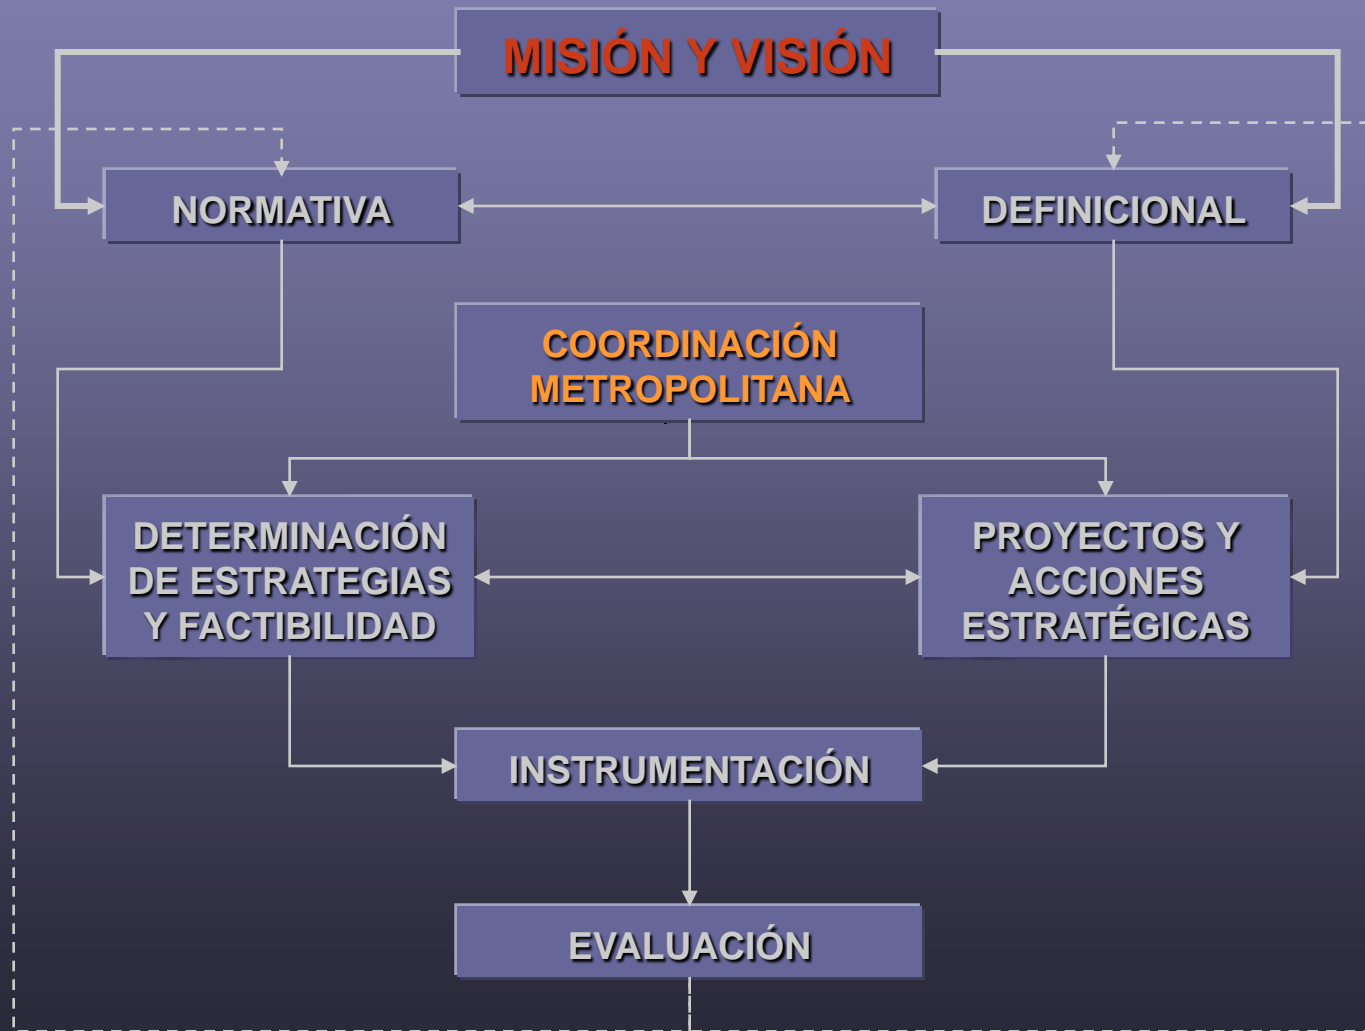 MISIÓN Y VISIÓN
NORMATIVA
DEFINICIONAL
COORDINACIÓN
METROPOLITANA
DETERMINACIÓN
DE ESTRATEGIAS
Y FACTIBILIDAD
PROYECTOS Y
ACCIONES
ESTRATÉGICAS
INSTRUMENTACIÓN
EVALUACIÓN